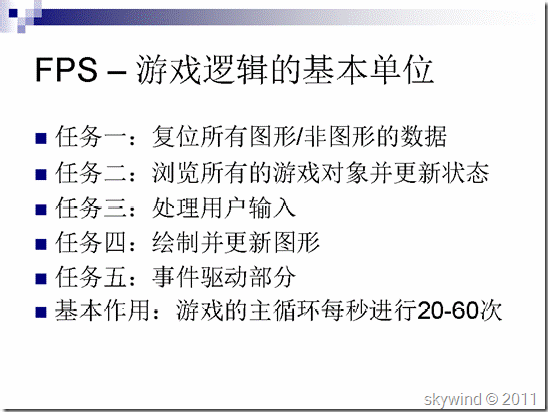 FPS – 游戏逻辑的基本单位
任务一：复位所有图形/非图形的数据
任务二：浏览所有的游戏对象并更新状态
任务三：处理用户输入
任务四：绘制并更新图形
任务五：事件驱动部分
基本作用：游戏的主循环每秒进行20-60次
skywind © 2011